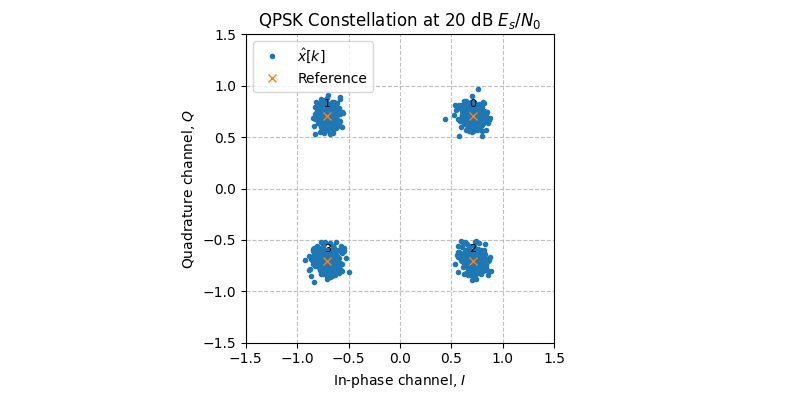 QPSK Constellation at 20 dB $E_s/N_0$
1.5
1.0
0.5
0.0
−0.5
−1.0
−1.5
Quadrature channel, Q
x̂[k]
Reference
1
0
3
2
−1.5 −1.0 −0.5 0.0 0.5 1.0 1.5
In-phase channel, I